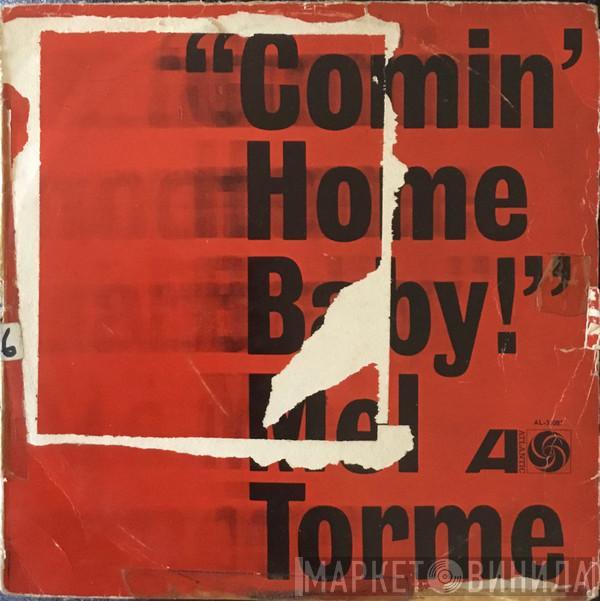 “Comin’
Home
Baby!”
Mel
Torme
ATLANTIC
6
МАРКЕТ ВИНИЛА